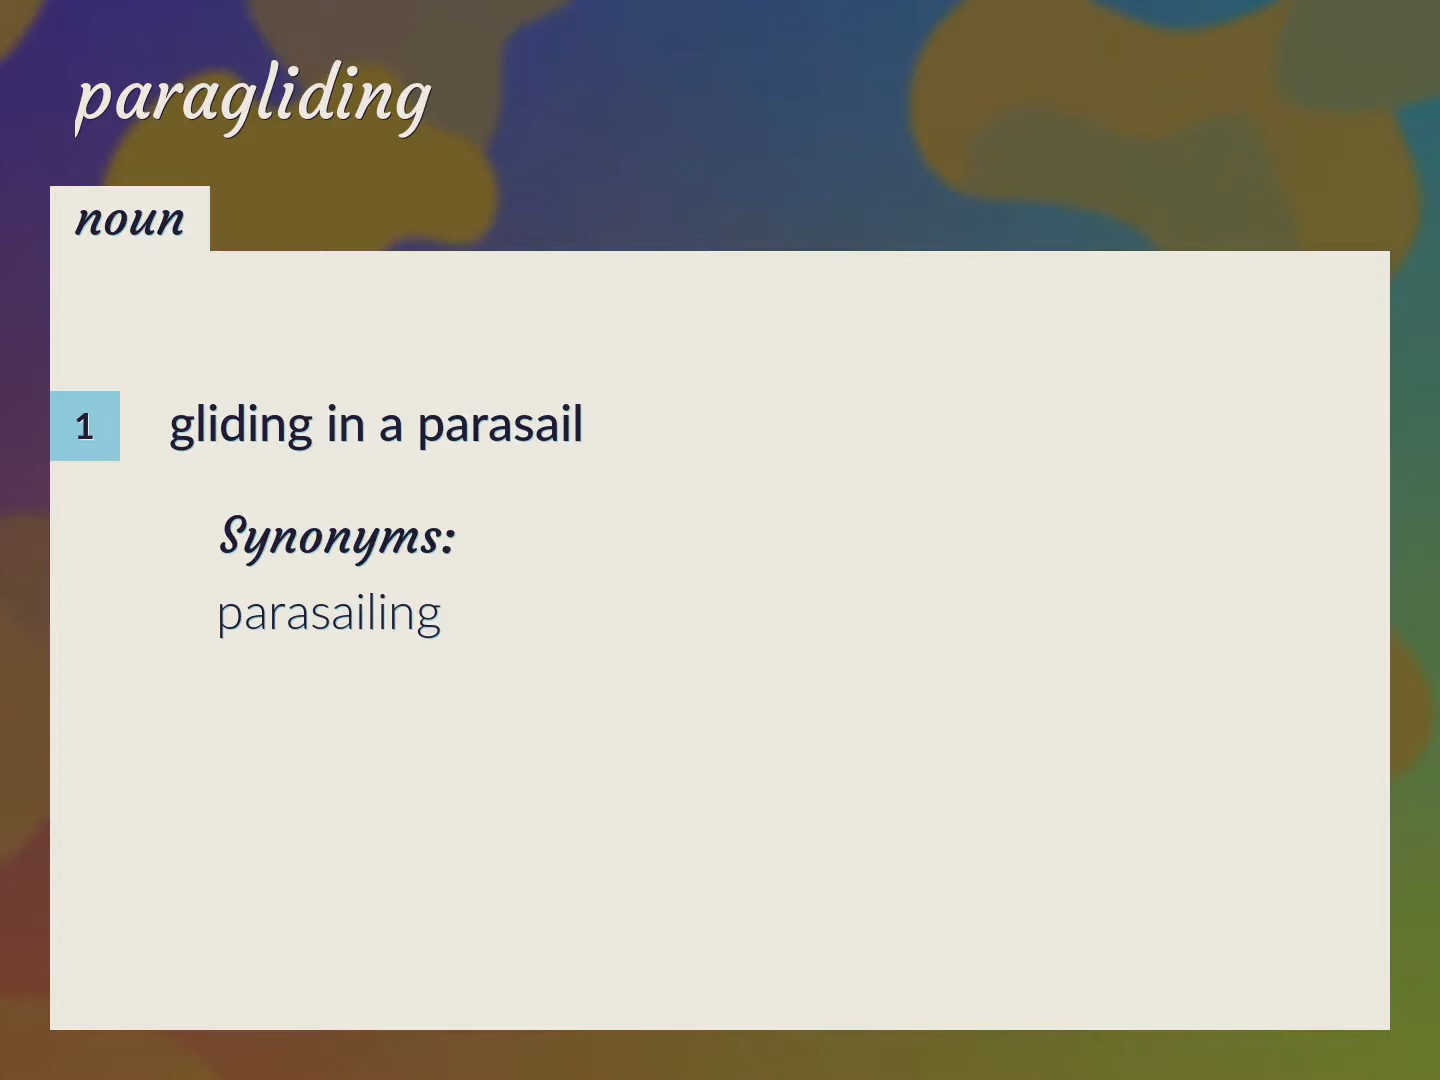 paragliding
noun
1
gliding in a parasail
Synonyms:
parasailing